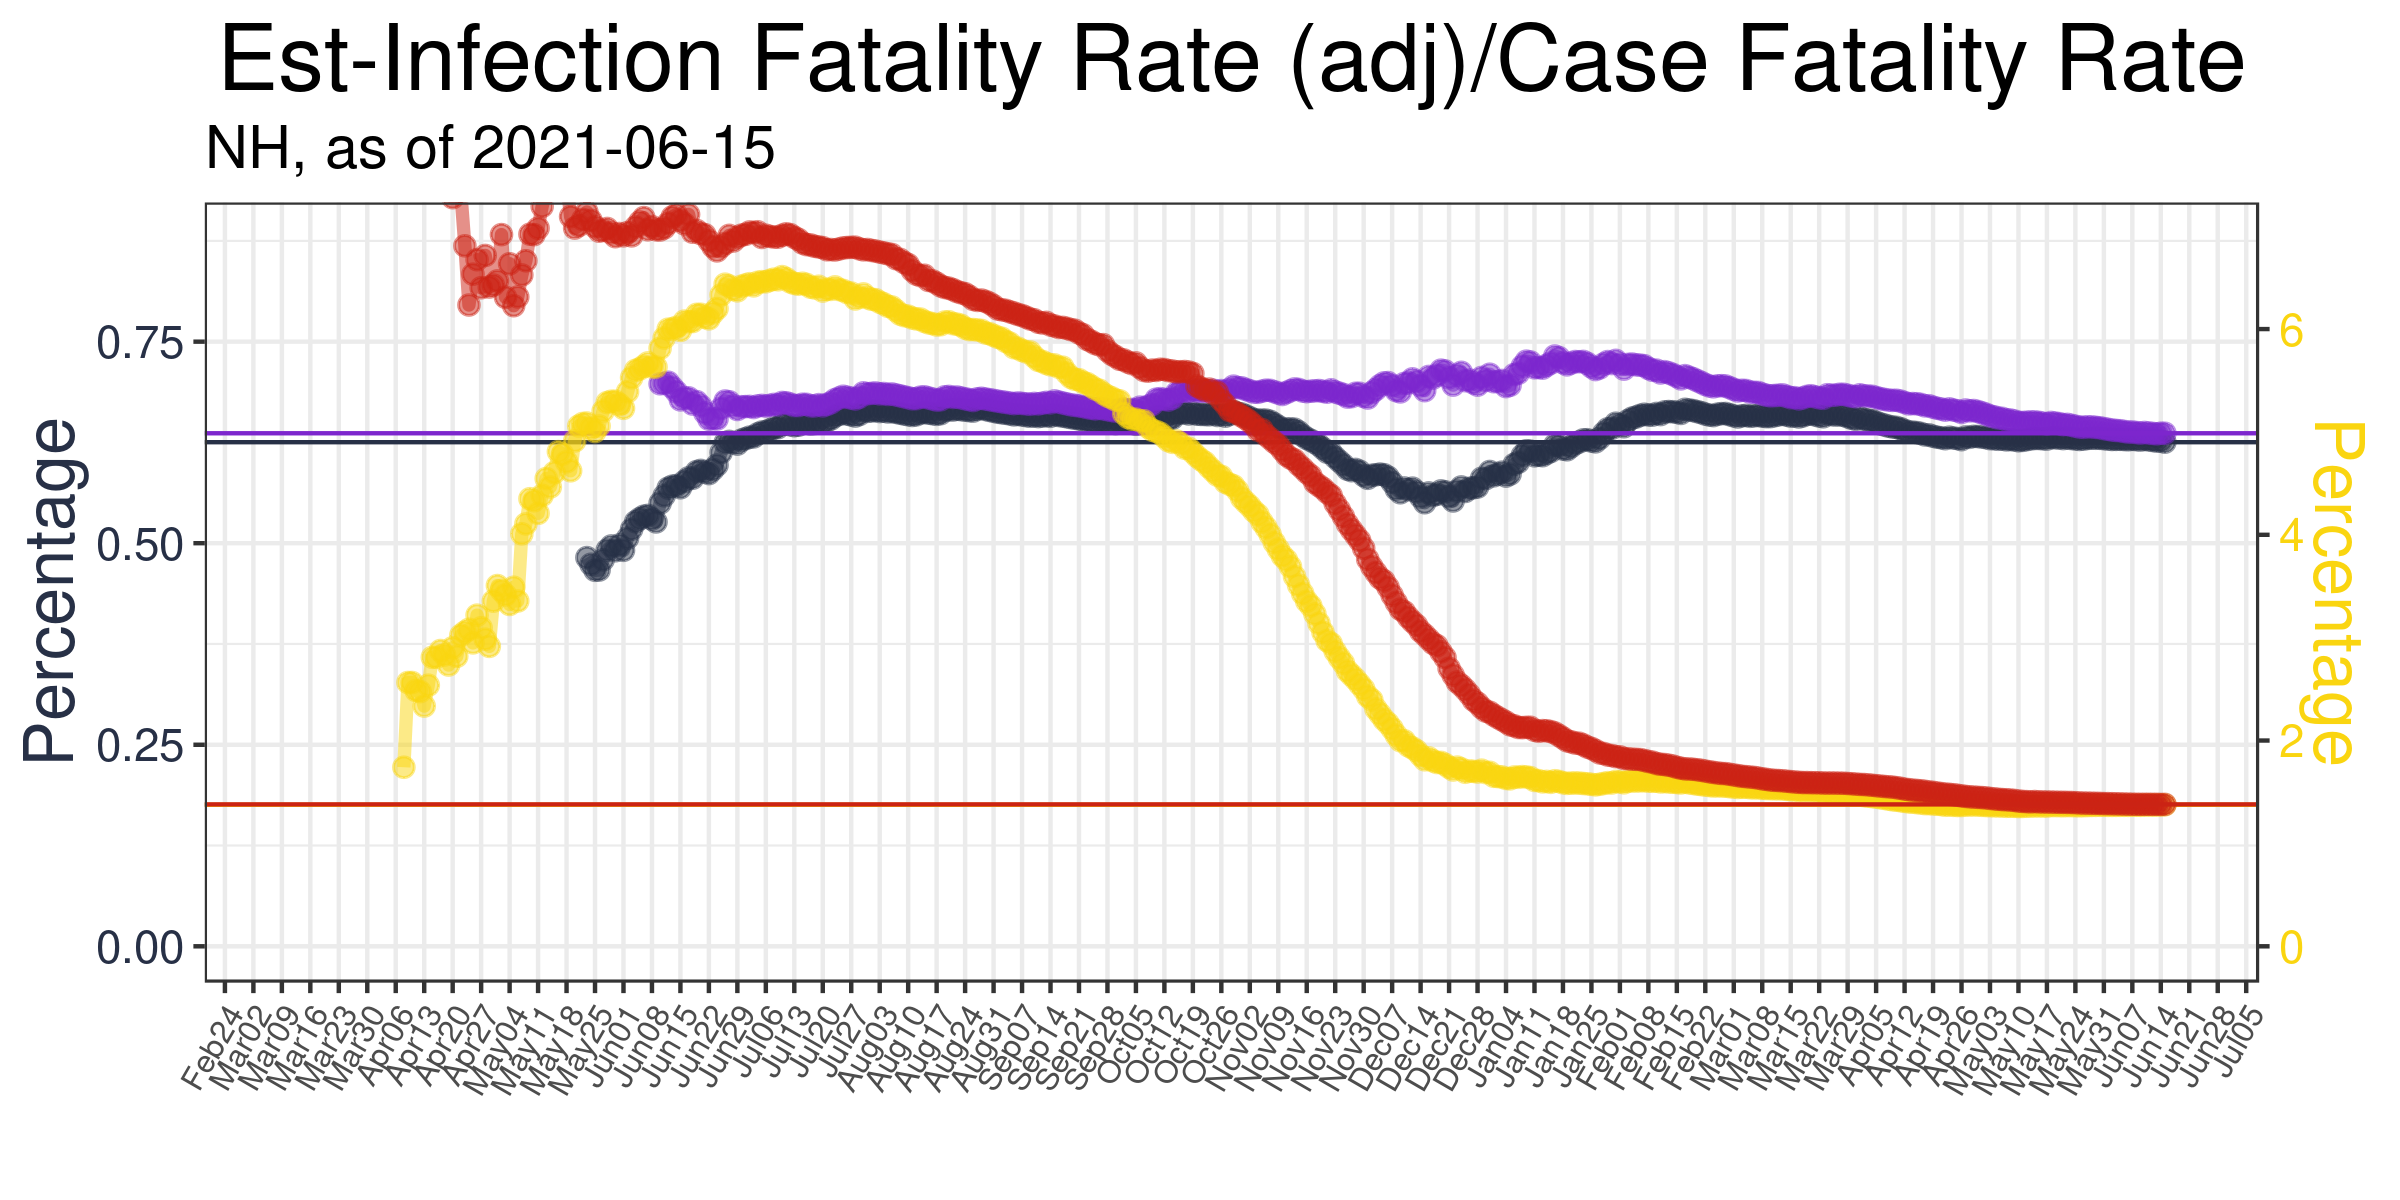 Est-Infection Fatality Rate (adj)/Case Fatality Rate
NH, as of 2021-06-15
Percentage
0.75
0.50
0.25
0.00
6
4
2
0
Percentage
Feb24
Mar02
Mar09
Mar16
Mar23
Mar30
Apr06
Apr13
Apr20
Apr27
May04
May11
May18
May25
Jun01
Jun08
Jun15
Jun22
Jun29
Jul06
Jul13
Jul20
Jul27
Aug03
Aug10
Aug17
Aug24
Aug31
Sep07
Sep14
Sep21
Sep28
Oct05
Oct12
Oct19
Oct26
Nov02
Nov09
Nov16
Nov23
Nov30
Dec07
Dec14
Dec21
Dec28
Jan04
Jan11
Jan18
Jan25
Feb01
Feb08
Feb15
Feb22
Mar01
Mar08
Mar15
Mar22
Mar29
Apr05
Apr12
Apr19
Apr26
May03
May10
May17
May24
May31
Jun07
Jun14
Jun21
Jun28
Jul05